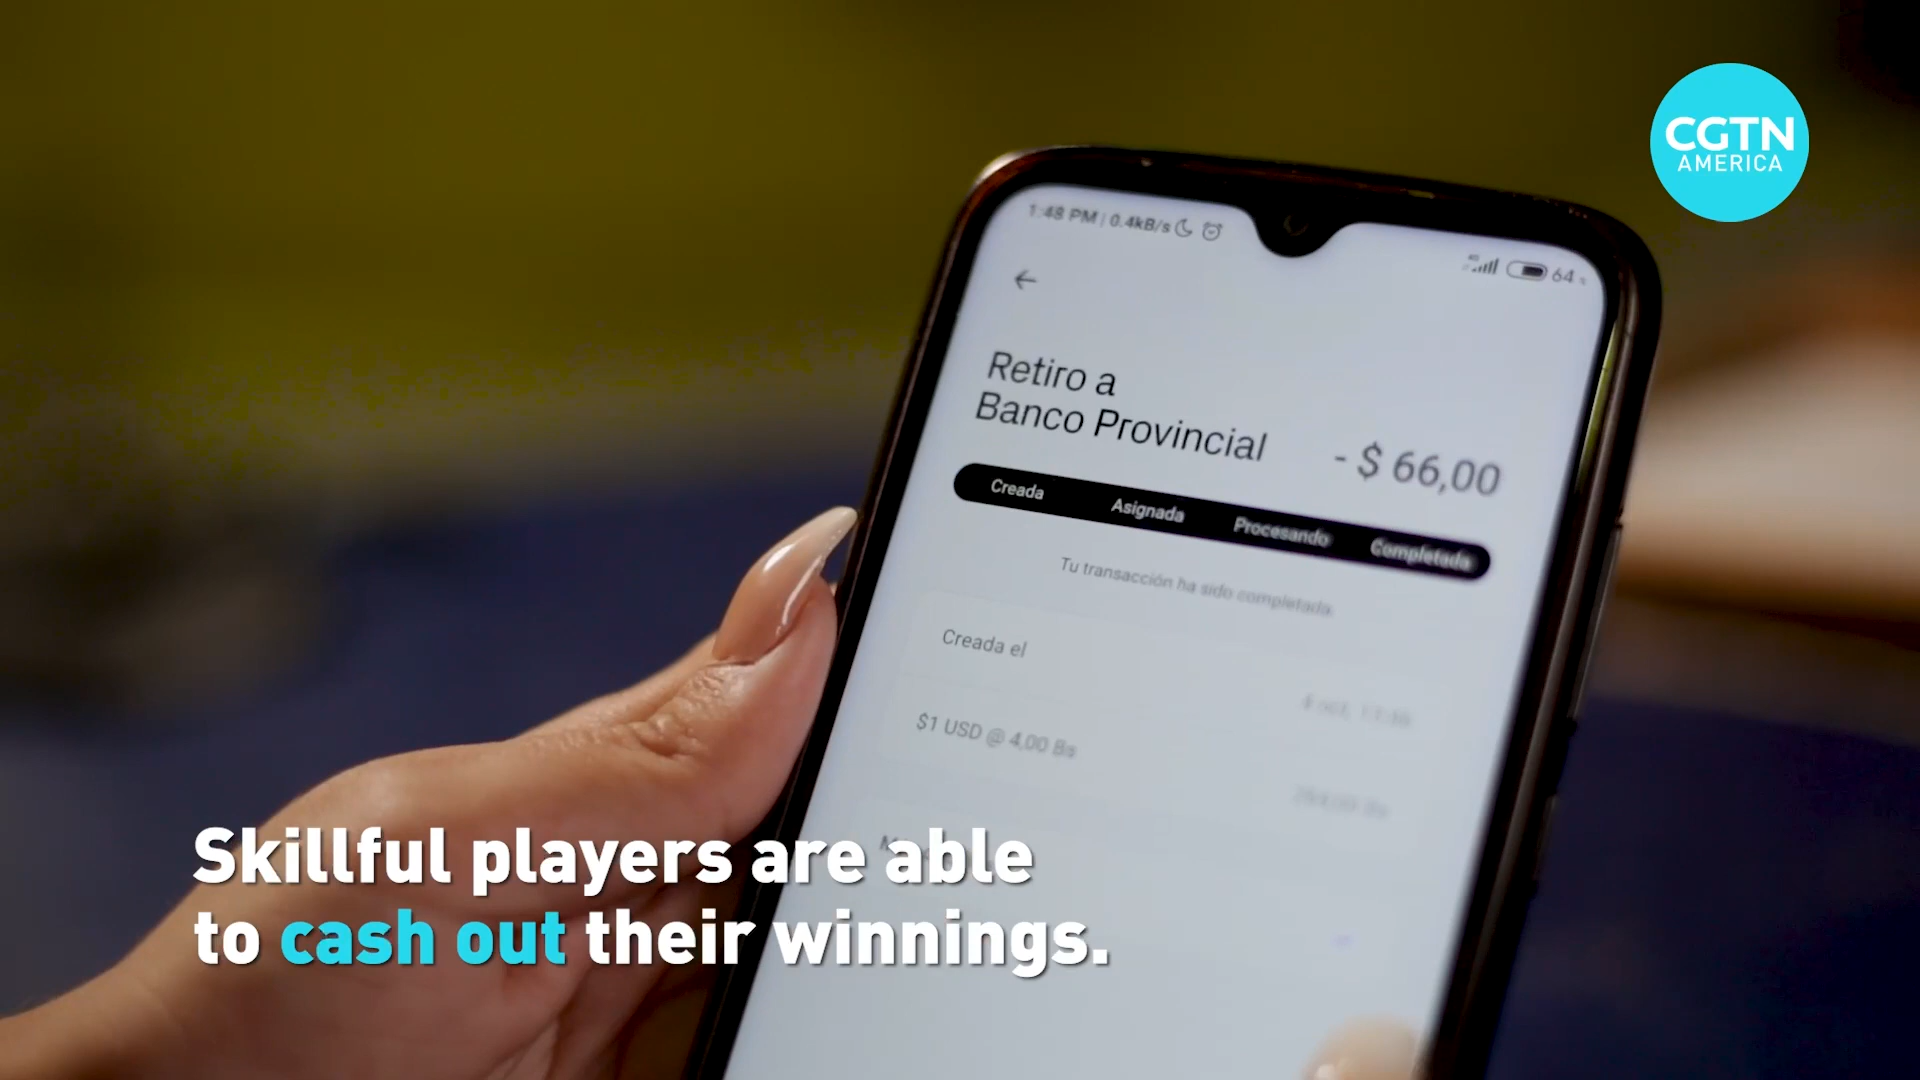 CGTN
AMERICA
1:48 PM | 0.4kB/s
4G
64
Retiro a
Banco Provincial
- $ 66,00
Creada Asignada Procesando Completada
Tu transacción ha sido completada.
Creada el
$1 USD @ 4,00 Bs
Skillful players are able
to cash out their winnings.